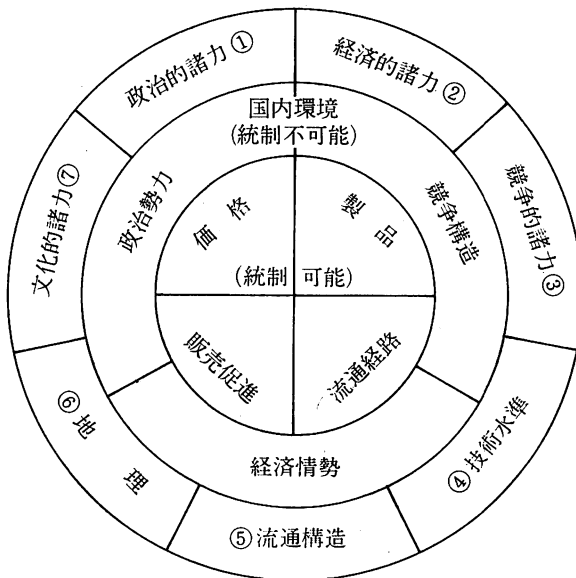 政治的諸力①
経済的諸力②
競争的諸力③
技術水準④
⑤流通構造
⑥地理
文化的諸力⑦
国内環境
(統制不可能)
政治勢力
競争構造
経済情勢
価格
製品
(統制可能)
販売促進
流通経路